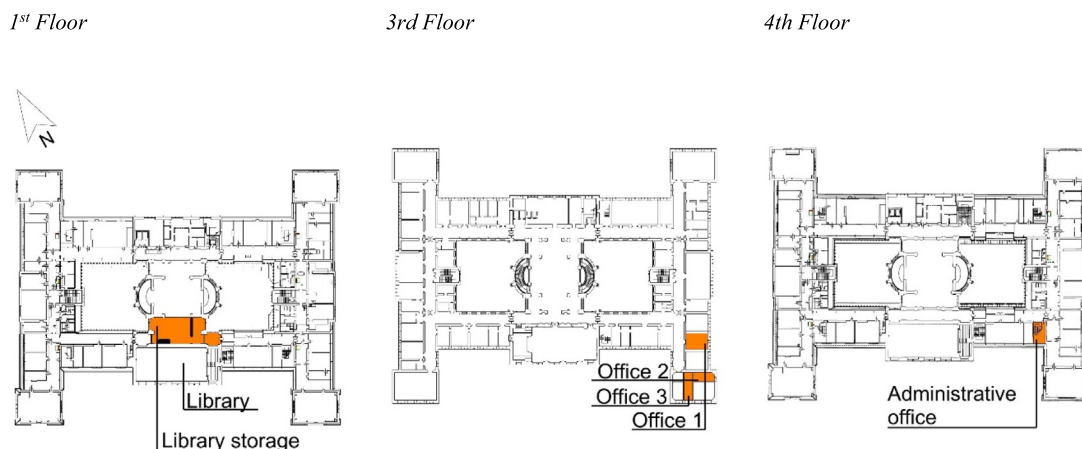 1st Floor
3rd Floor
4th Floor
N
Library
Library storage
Office 2
Office 3
Office 1
Administrative
office